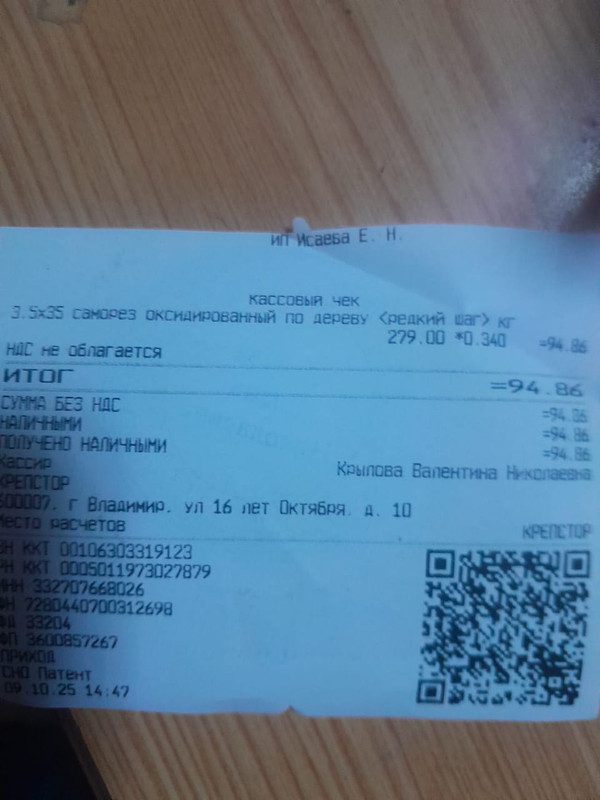 ИП Исаева Е. Н.
кассовый чек
3.5х35 саморез оксидированный по дереву <редкий шаг> кг
279.00 *0.340 =94.86
НДС не облагается
ИТОГ =94.86
СУММА БЕЗ НДС =94.86
НАЛИЧНЫМИ =94.86
ПОЛУЧЕНО НАЛИЧНЫМИ =94.86
Кассир Крылова Валентина Николаевна
КРЕПСТОР
600007, г Владимир, ул 16 лет Октября, д. 10
Место расчетов КРЕПСТОР
ЗН ККТ 00106303319123
РН ККТ 0005011973027879
ИНН 332707668026
ФН 7280440700312698
ФД 33204
ФП 3600857267
ПРИХОД
СНО Патент
09.10.25 14:47